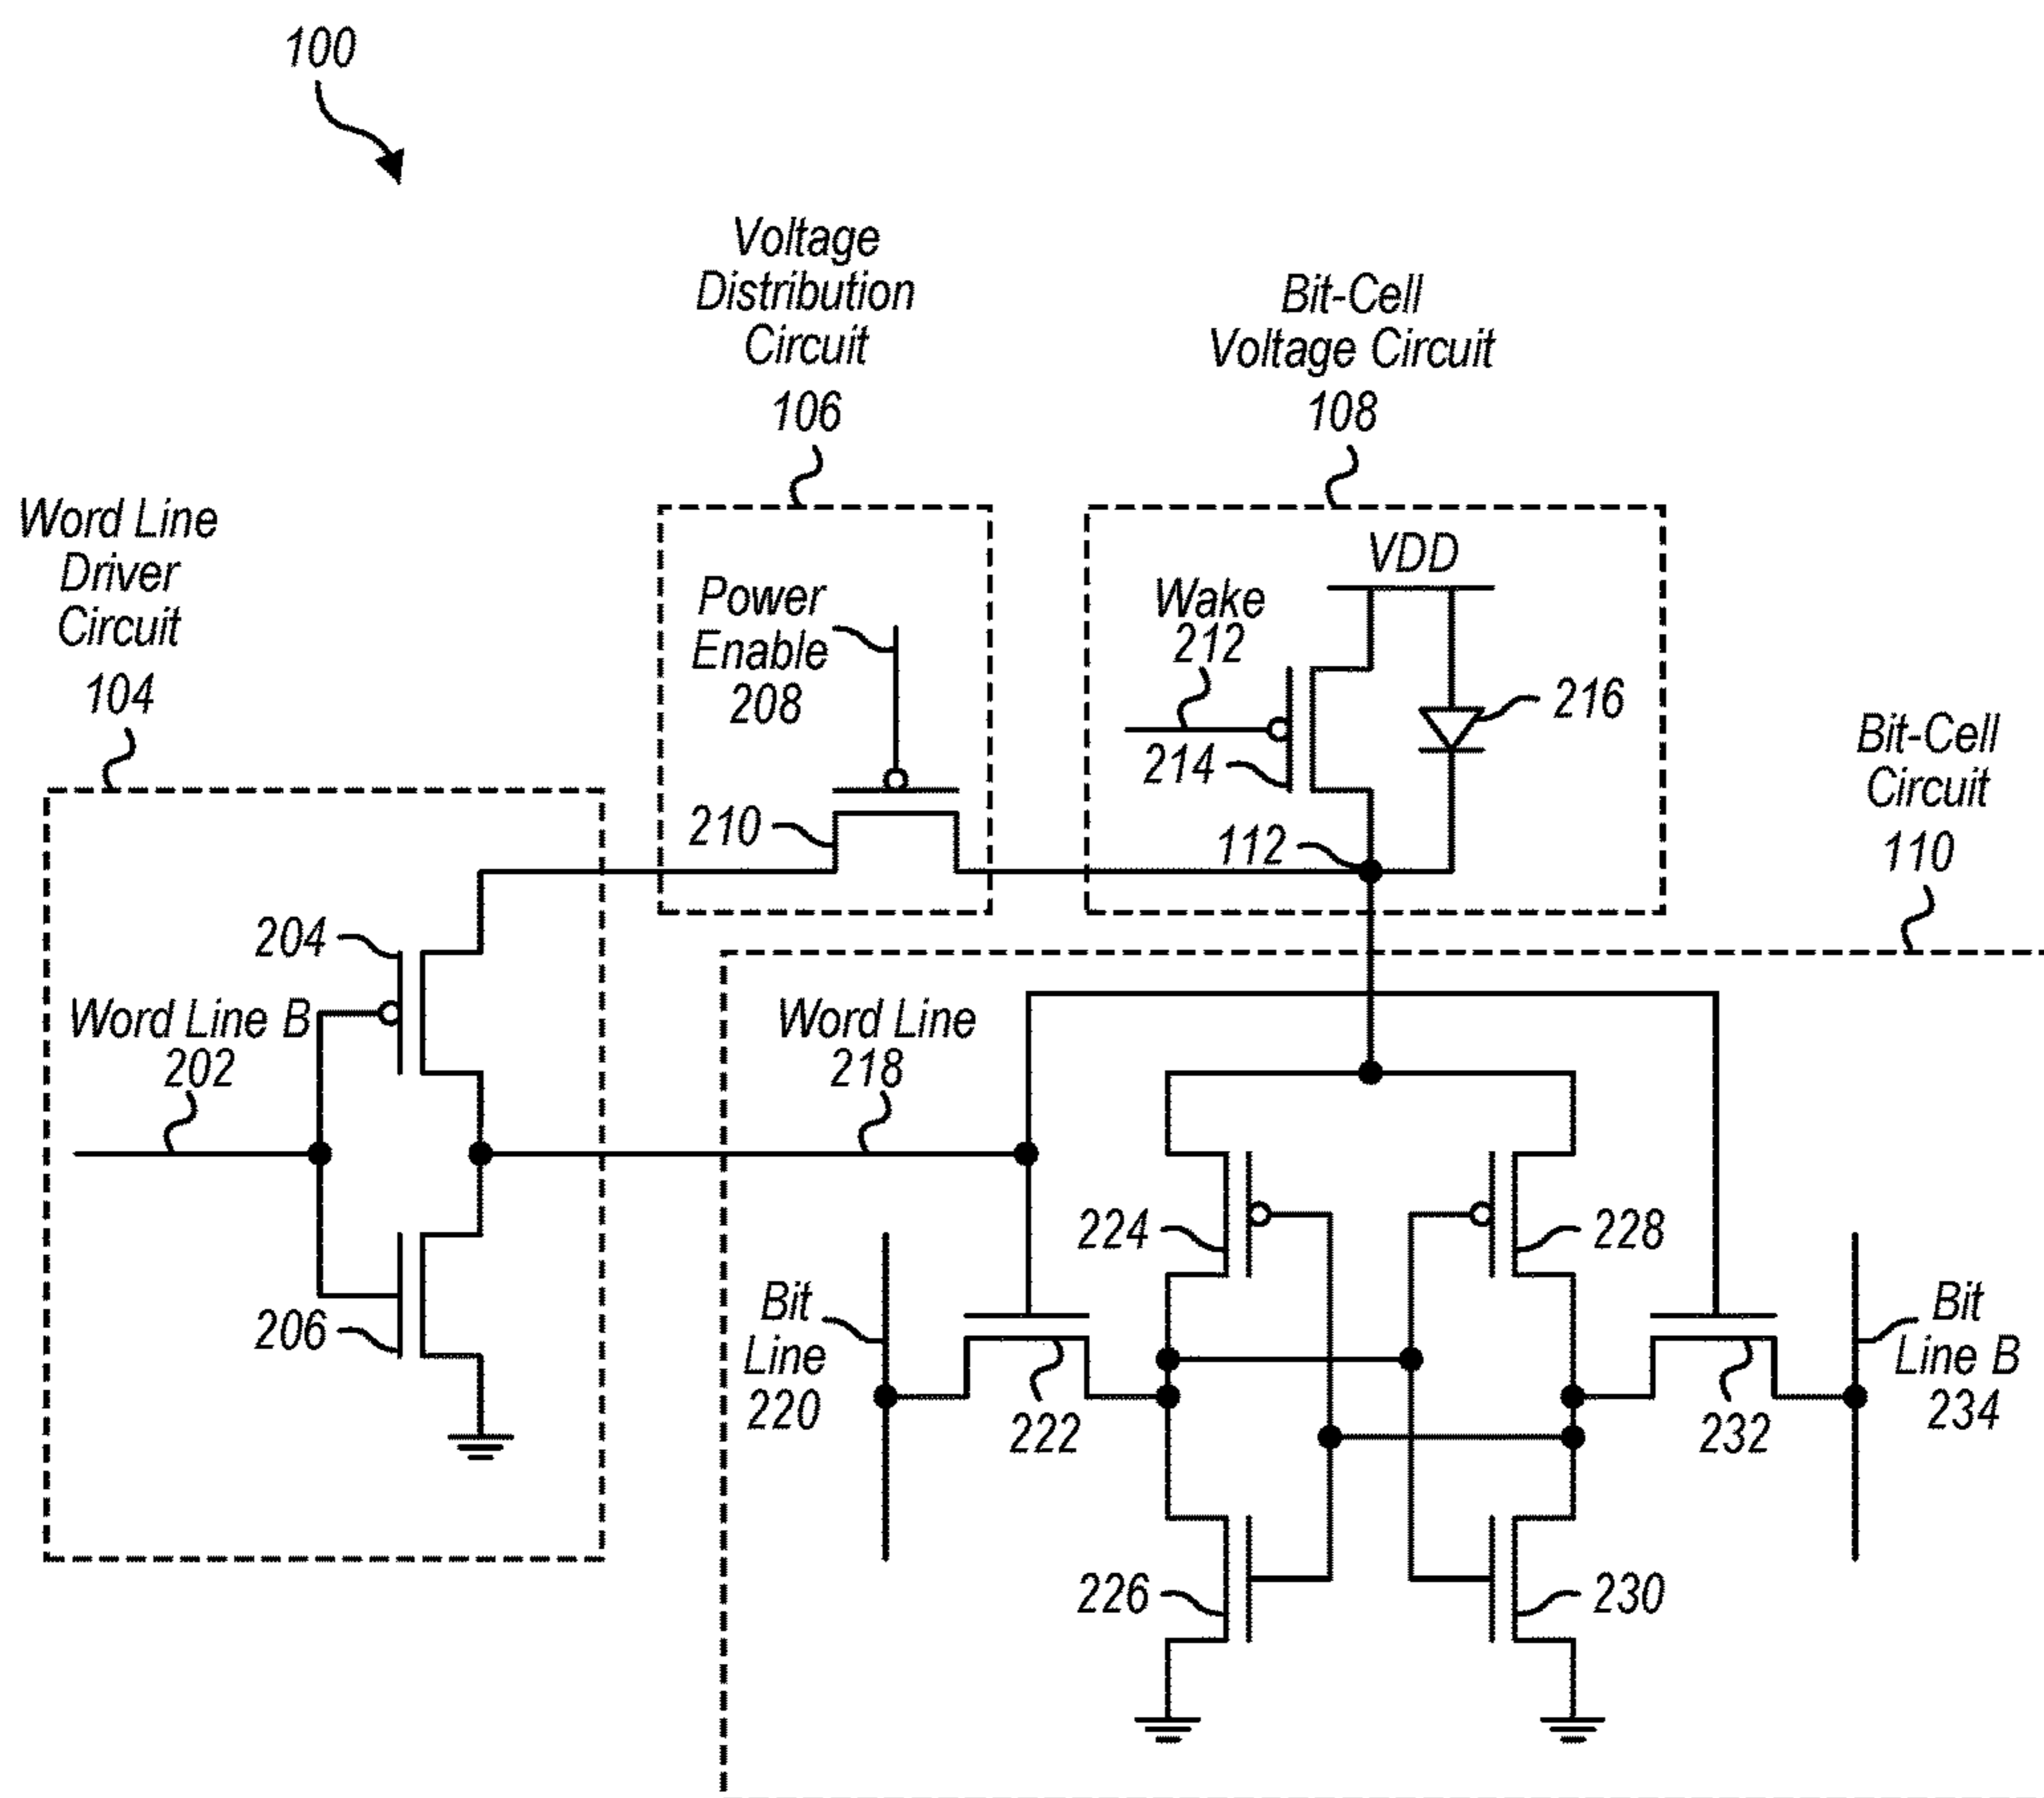 100
Voltage
Distribution
Circuit
106
Bit-Cell
Voltage Circuit
108
Word Line
Driver
Circuit
104
Power
Enable
208
210
VDD
Wake
212
214
216
112
Bit-Cell
Circuit
110
204
Word Line B
202
206
Word Line
218
224
228
Bit
Line
220
222
232
Bit
Line B
234
226
230